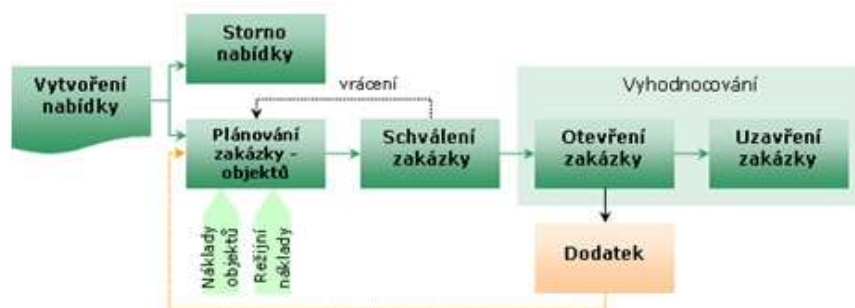 Storno
nabídky
Vytvoření
nabídky
vrácení
Vyhodnocování
Plánování
zakázky -
objektů
Schválení
zakázky
Otevření
zakázky
Uzavření
zakázky
Náklady
objektů
Režijní
náklady
Dodatek